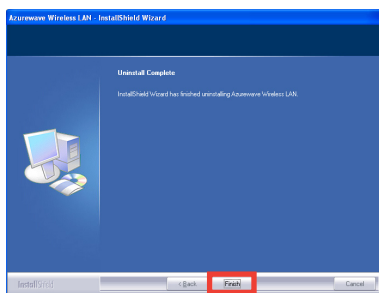 Azurewave Wireless LAN - InstallShield Wizard
Uninstall Complete
InstallShield Wizard has finished uninstalling Azurewave Wireless LAN.
InstallShield
< Back
Finish
Cancel